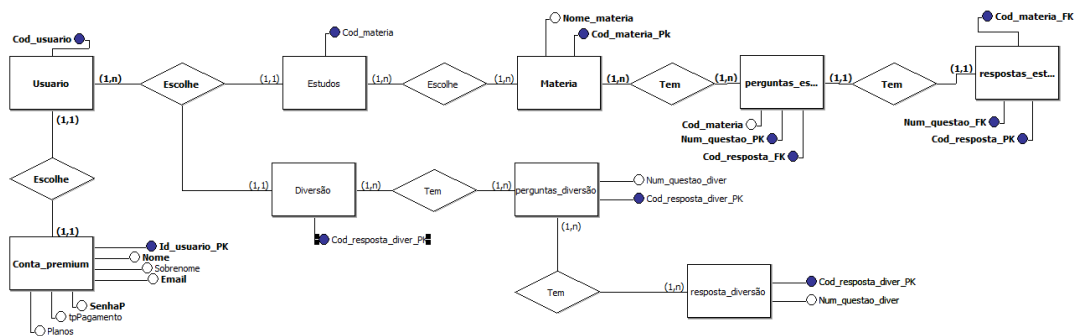 Cod_usuario
Cod_materia
Nome_materia
Cod_materia_Pk
Cod_materia_FK
Usuario
(1,n)
Escolhe
(1,1)
Estudos
(1,n)
Escolhe
(1,n)
Materia
(1,n)
Tem
(1,n)
perguntas_es...
(1,1)
Tem
(1,1)
respostas_est...
(1,1)
Cod_materia
Num_questao_PK
Cod_resposta_FK
Num_questao_FK
Cod_resposta_PK
Escolhe
(1,1)
Diversão
(1,n)
Tem
(1,n)
perguntas_diversão
Num_questao_diver
Cod_resposta_diver_PK
Cod_resposta_diver_PK
(1,n)
(1,1)
Conta_premium
Id_usuario_PK
Nome
Sobrenome
Email
SenhaP
tpPagamento
Planos
Tem
(1,n)
resposta_diversão
Cod_resposta_diver_PK
Num_questao_diver